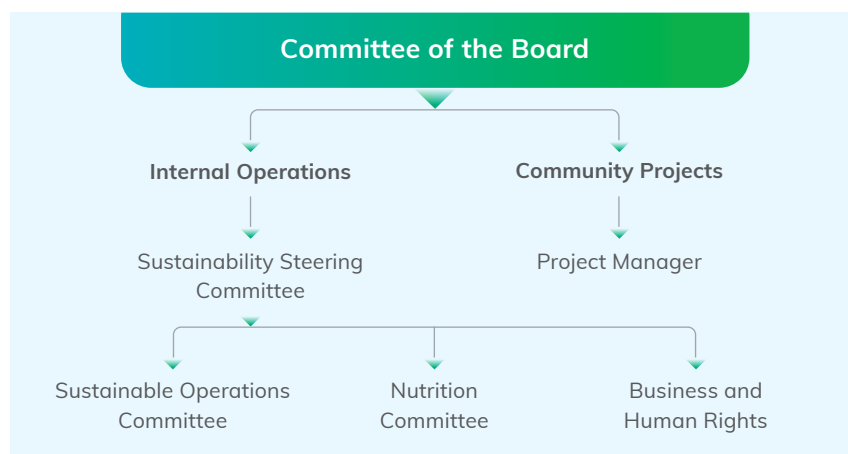 Committee of the Board
Internal Operations
Community Projects
Sustainability Steering
Committee
Project Manager
Sustainable Operations
Committee
Nutrition
Committee
Business and
Human Rights